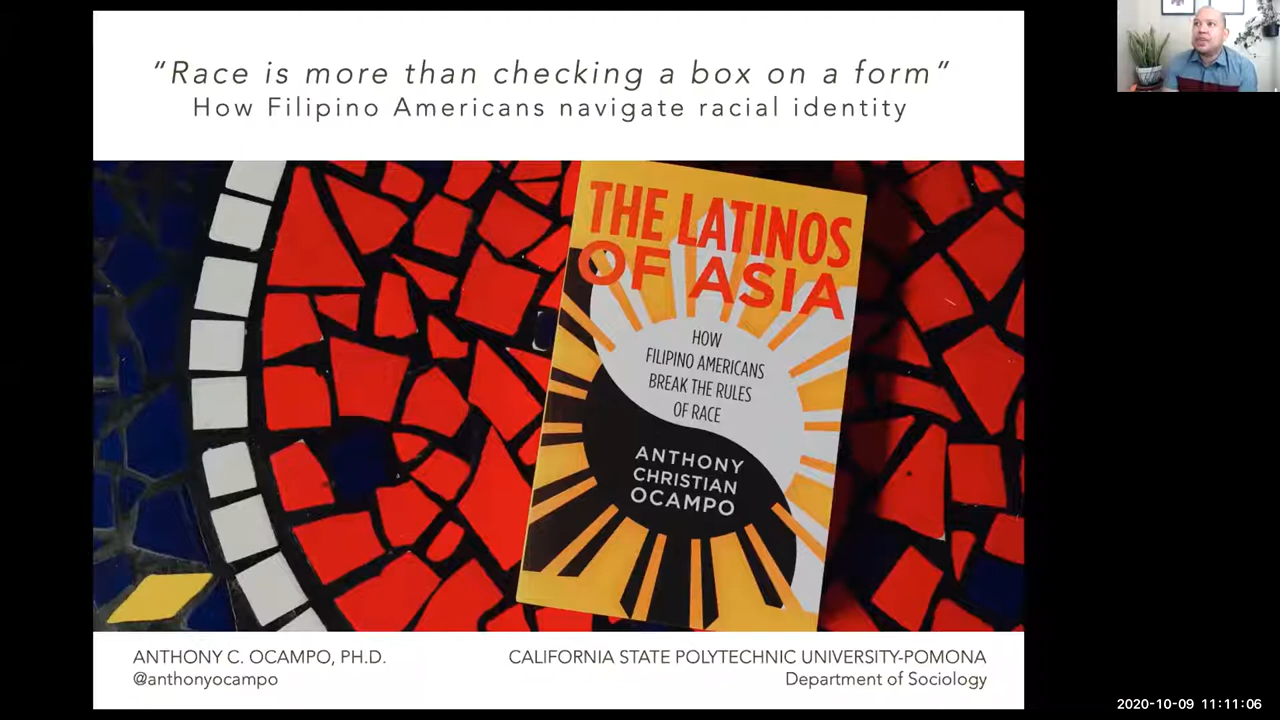 “Race is more than checking a box on a form”
How Filipino Americans navigate racial identity
THE LATINOS
OF ASIA
HOW
FILIPINO AMERICANS
BREAK THE RULES
OF RACE
ANTHONY
CHRISTIAN
OCAMPO
ANTHONY C. OCAMPO, PH.D.
@anthonyocampo
CALIFORNIA STATE POLYTECHNIC UNIVERSITY-POMONA
Department of Sociology
2020-10-09 11:11:06